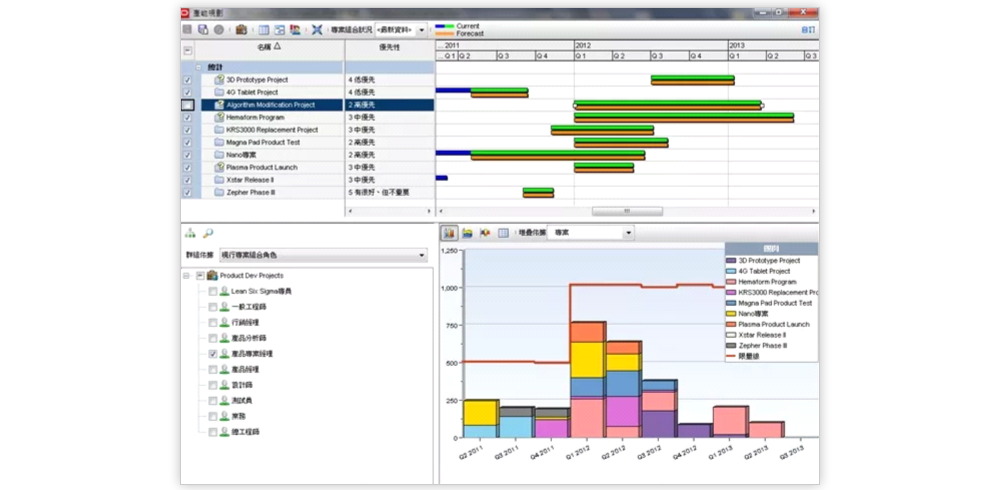 產能規劃
專案組合狀況 <最新資料>
Current
Forecast
名稱
優先性
2011 2012 2013
Q 1 Q 2 Q 3 Q 4 Q 1 Q 2 Q 3 Q 4 Q 1 Q 2 Q 3
總計
3D Prototype Project 4 低優先
4G Tablet Project 4 低優先
Algorithm Modification Project 2 高優先
Hemaform Program 3 中優先
KRS3000 Replacement Project 3 中優先
Magna Pad Product Test 2 高優先
Nano專案 2 高優先
Plasma Product Launch 3 中優先
Xstar Release II 3 中優先
Zepher Phase III 5 有很好、但不重要
群組依據 現行專案組合角色
Product Dev Projects
Lean Six Sigma專員
一般工程師
行銷經理
產品分析師
產品專案經理
產品經理
設計師
測試員
業務
總工程師
堆疊依據 專案
1,250
1,000
750
500
250
0
Q2 2011 Q3 2011 Q4 2011 Q1 2012 Q2 2012 Q3 2012 Q4 2012 Q1 2013 Q2 2013 Q3 2013
圖例
3D Prototype Project
4G Tablet Project
Hemaform Program
KRS3000 Replacement Pro
Magna Pad Product Test
Nano專案
Plasma Product Launch
Xstar Release II
Zepher Phase III
限量值